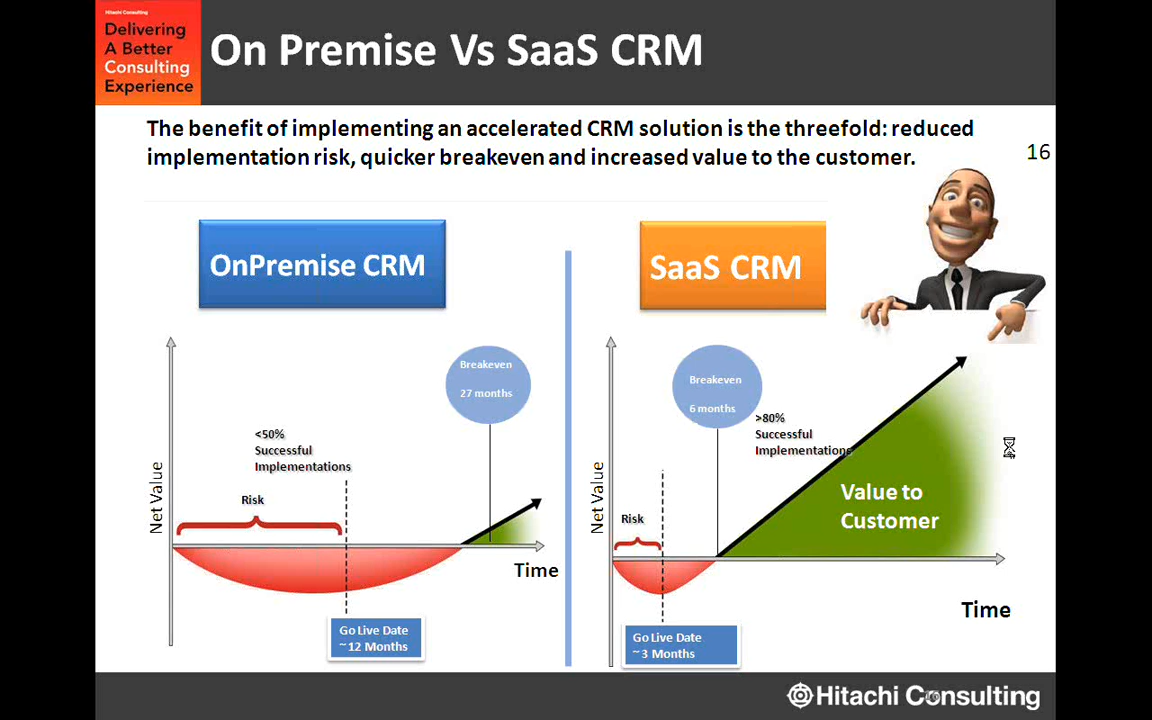 Hitachi Consulting
Delivering
A Better
Consulting
Experience
On Premise Vs SaaS CRM
The benefit of implementing an accelerated CRM solution is the threefold: reduced
implementation risk, quicker breakeven and increased value to the customer.
16
OnPremise CRM
SaaS CRM
Breakeven
27 months
<50%
Successful
Implementations
Risk
Net Value
Time
Go Live Date
~12 Months
Breakeven
6 months
>80%
Successful
Implementations
Risk
Net Value
Value to
Customer
Time
Go Live Date
~3 Months
Hitachi Consulting
16